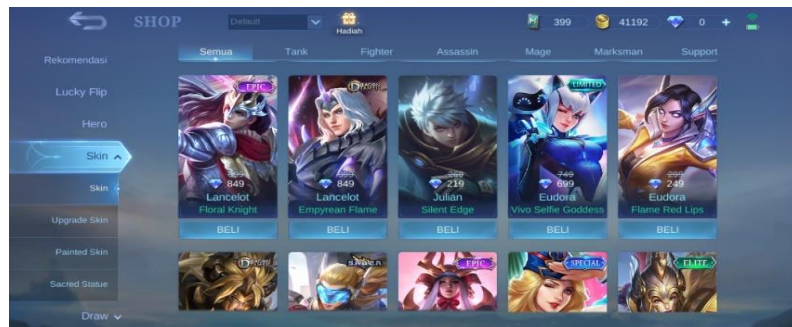 SHOP
Default
Hadiah
399
41192
0
Rekomendasi
Semua
Tank
Fighter
Assassin
Mage
Marksman
Support
Lucky Flip
Hero
Skin
Skin
Upgrade Skin
Painted Skin
Sacred Statue
Draw
EPIC
849
Lancelot
Floral Knight
BELI
849
Lancelot
Empyrean Flame
BELI
219
Julian
Silent Edge
BELI
LIMITED
749
699
Eudora
Vivo Selfie Goddess
BELI
299
249
Eudora
Flame Red Lips
BELI
SABER
EPIC
SPECIAL
ELITE